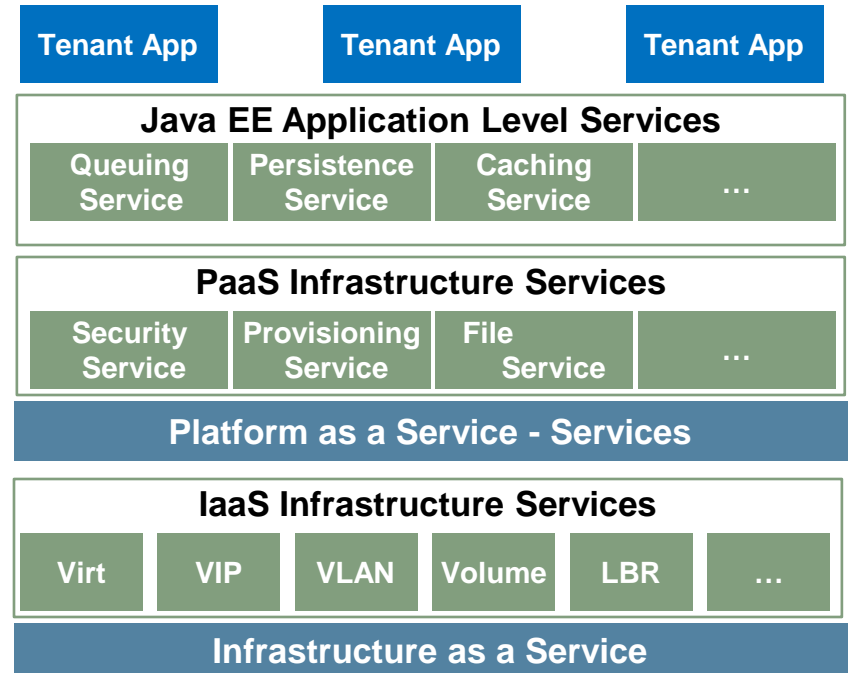 Tenant App Tenant App Tenant App
Java EE Application Level Services
Queuing Persistence Caching
Service Service Service …
PaaS Infrastructure Services
Security Provisioning File
Service Service Service …
Platform as a Service - Services
IaaS Infrastructure Services
Virt VIP VLAN Volume LBR …
Infrastructure as a Service